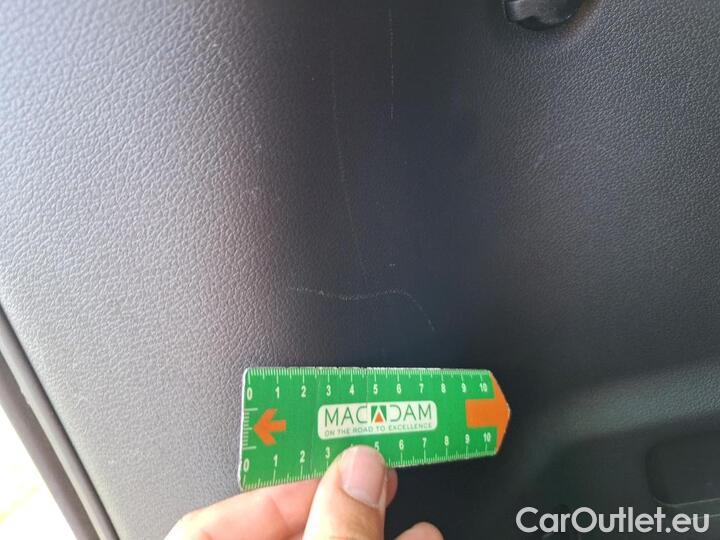 0 1 2 3 4 5 6 7 8 9 10
MACADAM
ON THE ROAD TO EXCELLENCE
0 1 2 3 5 6 7 8 9 10
CarOutlet.eu